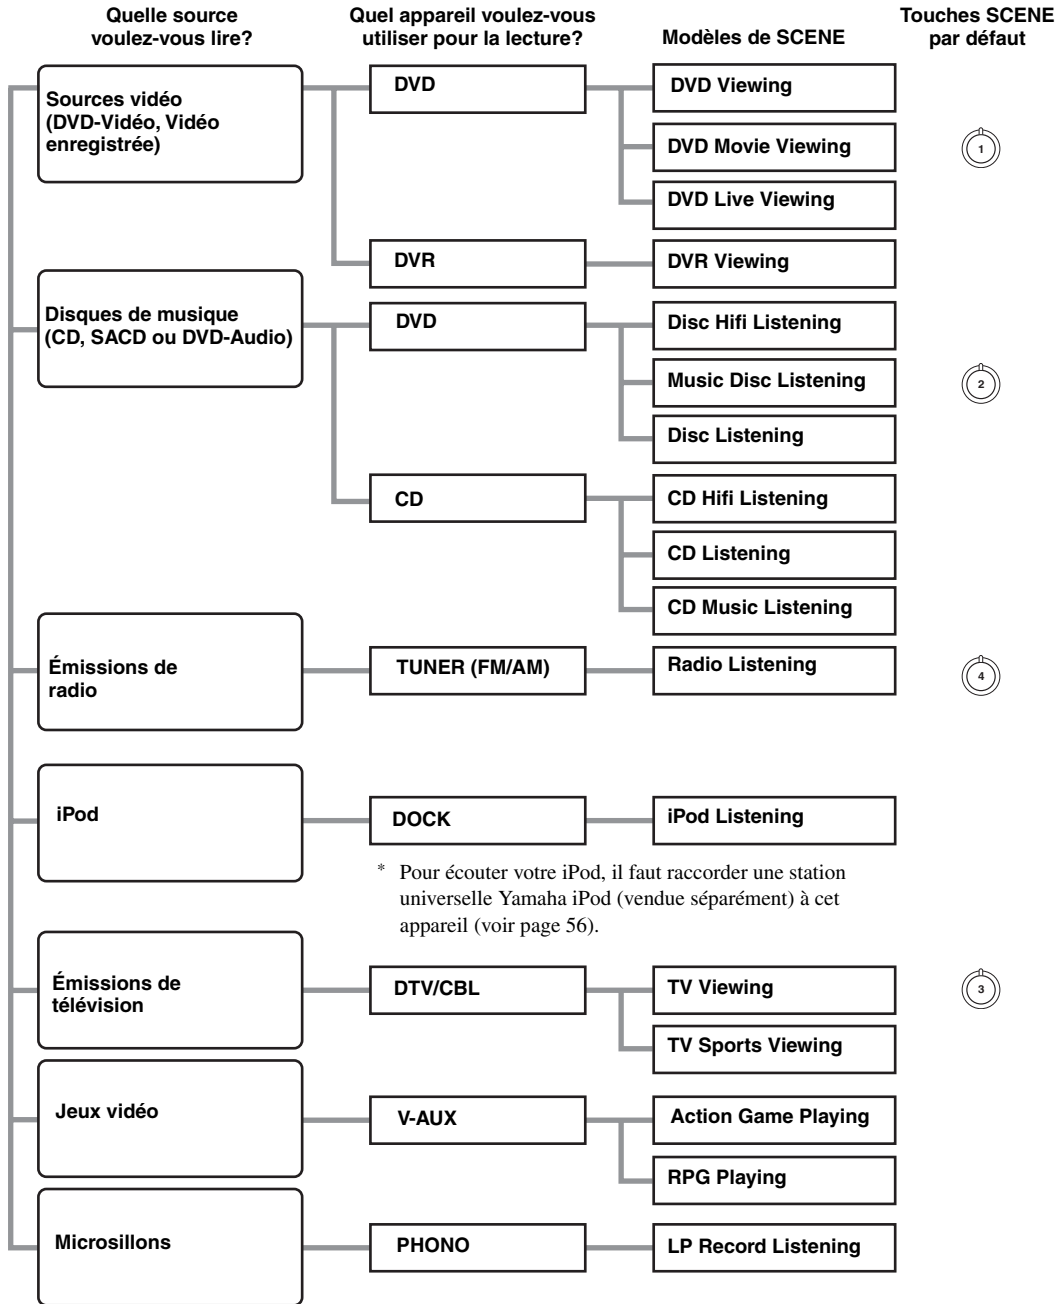 Quelle source
voulez-vous lire?
Quel appareil voulez-vous
utiliser pour la lecture?
Modèles de SCENE
Touches SCENE
par défaut
Sources vidéo
(DVD-Vidéo, Vidéo
enregistrée)
DVD
DVD Viewing
DVD Movie Viewing
1
DVD Live Viewing
DVR
DVR Viewing
Disques de musique
(CD, SACD ou DVD-Audio)
DVD
Disc Hifi Listening
Music Disc Listening
2
Disc Listening
CD
CD Hifi Listening
CD Listening
CD Music Listening
Émissions de
radio
TUNER (FM/AM)
Radio Listening
4
iPod
DOCK
iPod Listening
* Pour écouter votre iPod, il faut raccorder une station
universelle Yamaha iPod (vendue séparément) à cet
appareil (voir page 56).
Émissions de
télévision
DTV/CBL
TV Viewing
3
TV Sports Viewing
Jeux vidéo
V-AUX
Action Game Playing
RPG Playing
Microsillons
PHONO
LP Record Listening